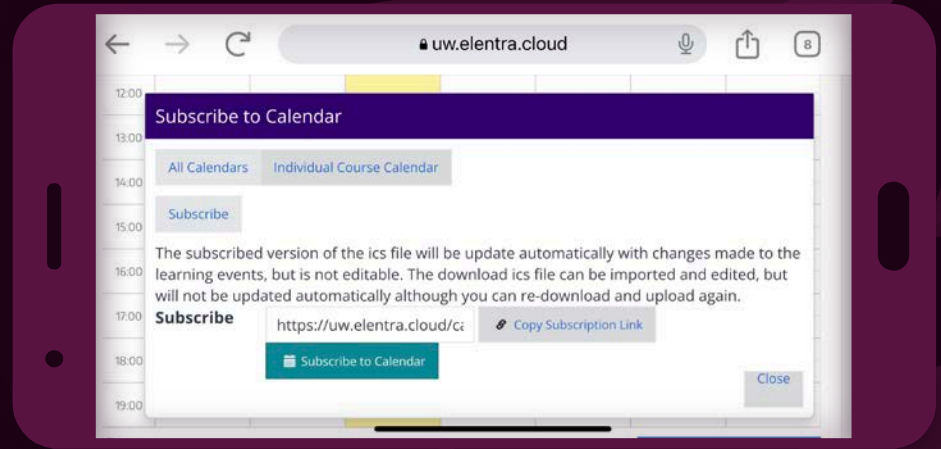 uw.elentra.cloud
8
12:00
Subscribe to Calendar
13:00
All Calendars Individual Course Calendar
14:00
Subscribe
15:00
The subscribed version of the ics file will be update automatically with changes made to the
16:00 learning events, but is not editable. The download ics file can be imported and edited, but
will not be updated automatically although you can re-download and upload again.
17:00 Subscribe https://uw.elentra.cloud/ca Copy Subscription Link
18:00 Subscribe to Calendar
Close
19:00